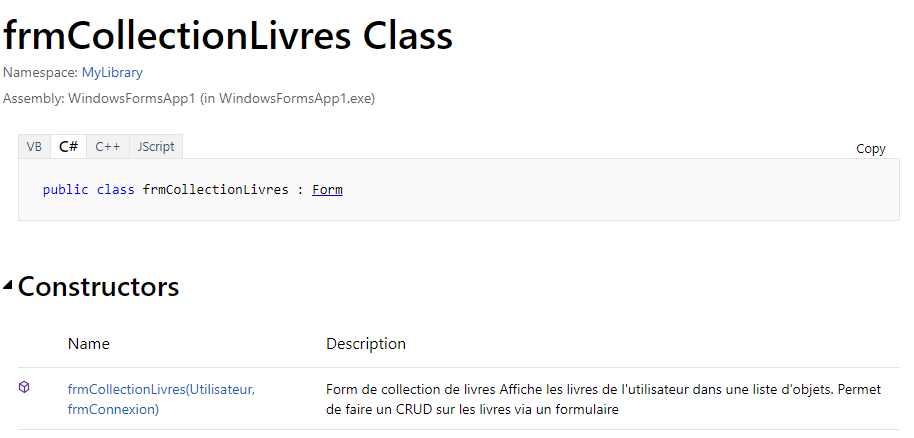 frmCollectionLivres Class
Namespace: MyLibrary
Assembly: WindowsFormsApp1 (in WindowsFormsApp1.exe)
VB C# C++ JScript Copy
public class frmCollectionLivres : Form
Constructors
Name Description
frmCollectionLivres(Utilisateur, Form de collection de livres Affiche les livres de l'utilisateur dans une liste d'objets. Permet
frmConnexion) de faire un CRUD sur les livres via un formulaire